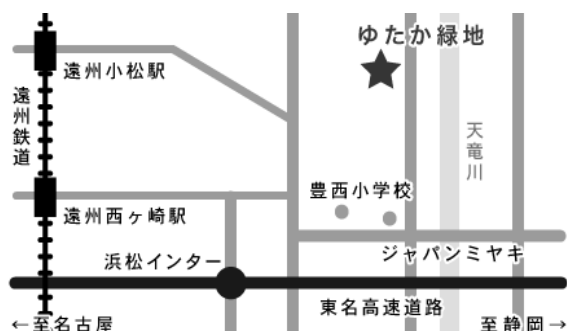 ゆたか緑地
遠州小松駅
遠州鉄道
天竜川
豊西小学校
遠州西ヶ崎駅
ジャパンミヤキ
浜松インター
東名高速道路
←至名古屋
至静岡→